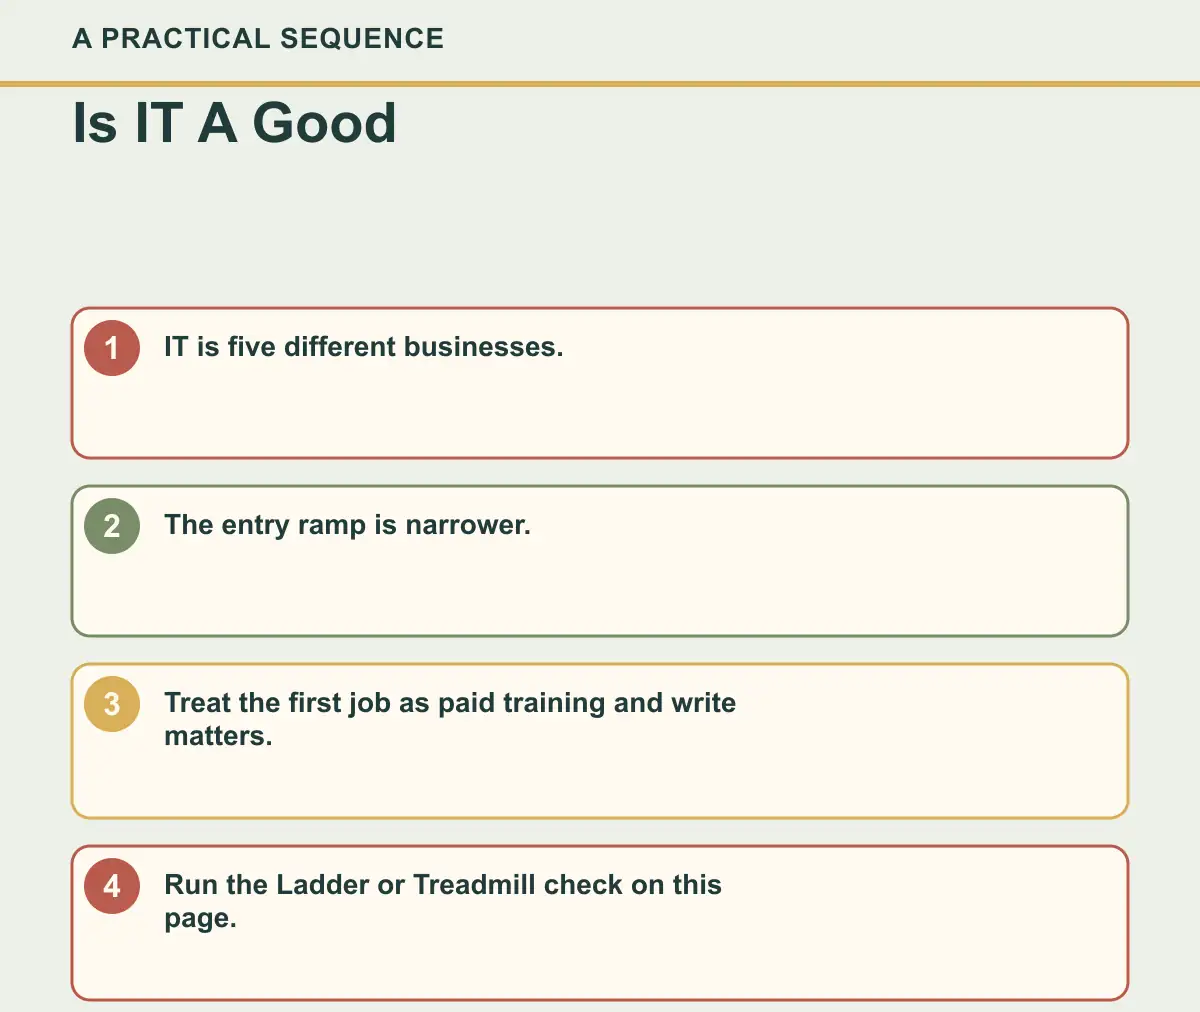 A PRACTICAL SEQUENCE
Is IT A Good
1
IT is five different businesses.
2
The entry ramp is narrower.
3
Treat the first job as paid training and write
matters.
4
Run the Ladder or Treadmill check on this
page.